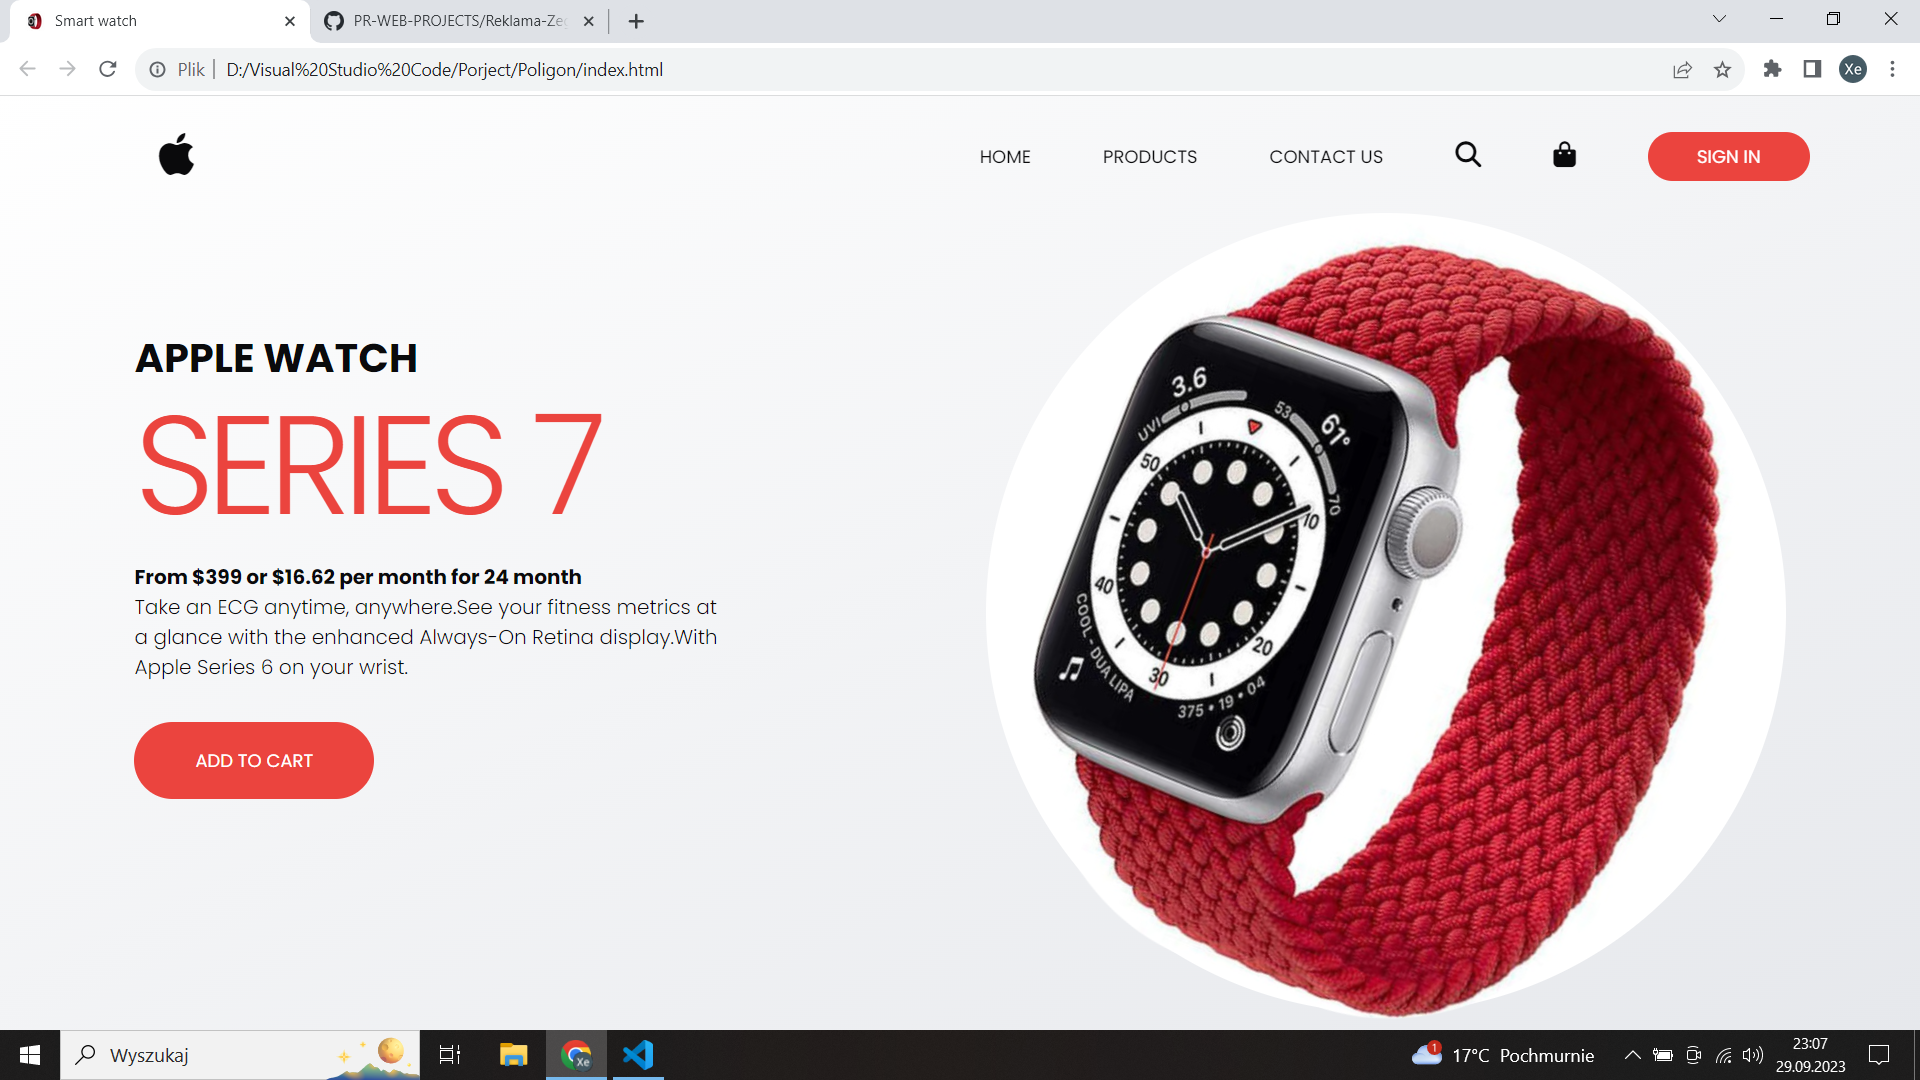 Smart watch
PR-WEB-PROJECTS/Reklama-Zeg
Plik
D:/Visual%20Studio%20Code/Porject/Poligon/index.html
Xe
HOME
PRODUCTS
CONTACT US
SIGN IN
APPLE WATCH
SERIES 7
From $399 or $16.62 per month for 24 month
Take an ECG anytime, anywhere.See your fitness metrics at
a glance with the enhanced Always-On Retina display.With
Apple Series 6 on your wrist.
ADD TO CART
3.6
UVI
53
61°
70
50
10
40
20
30
COOL - DUA LIPA
375 • 19 • 04
Wyszukaj
Xe
1
17°C Pochmurnie
23:07
29.09.2023